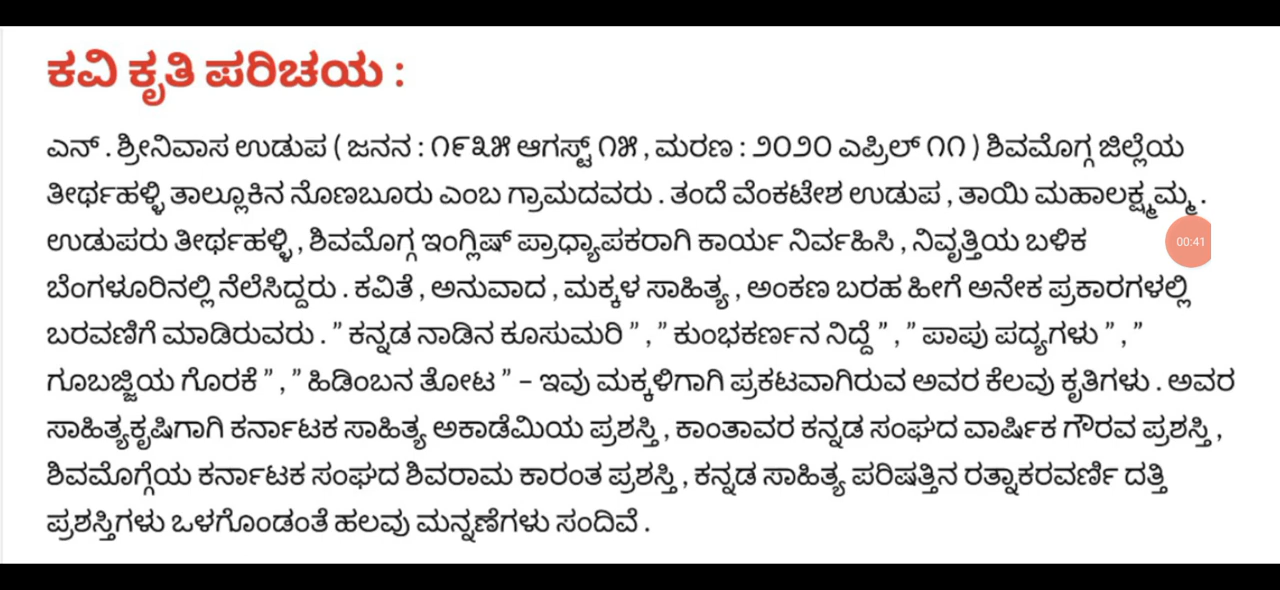 ಕವಿ ಕೃತಿ ಪರಿಚಯ :
ಎನ್ . ಶ್ರೀನಿವಾಸ ಉಡುಪ ( ಜನನ : ೧೯೩೫ ಆಗಸ್ಟ್ ೧೫ , ಮರಣ : ೨೦೨೦ ಎಪ್ರಿಲ್ ೧೧ ) ಶಿವಮೊಗ್ಗ ಜಿಲ್ಲೆಯ
ತೀರ್ಥಹಳ್ಳಿ ತಾಲ್ಲೂಕಿನ ನೊಣಬೂರು ಎಂಬ ಗ್ರಾಮದವರು . ತಂದೆ ವೆಂಕಟೇಶ ಉಡುಪ , ತಾಯಿ ಮಹಾಲಕ್ಷ್ಮಮ್ಮ .
ಉಡುಪರು ತೀರ್ಥಹಳ್ಳಿ , ಶಿವಮೊಗ್ಗ ಇಂಗ್ಲಿಷ್ ಪ್ರಾಧ್ಯಾಪಕರಾಗಿ ಕಾರ್ಯ ನಿರ್ವಹಿಸಿ , ನಿವೃತ್ತಿಯ ಬಳಿಕ
00:41
ಬೆಂಗಳೂರಿನಲ್ಲಿ ನೆಲೆಸಿದ್ದರು . ಕವಿತೆ , ಅನುವಾದ , ಮಕ್ಕಳ ಸಾಹಿತ್ಯ , ಅಂಕಣ ಬರಹ ಹೀಗೆ ಅನೇಕ ಪ್ರಕಾರಗಳಲ್ಲಿ
ಬರವಣಿಗೆ ಮಾಡಿರುವರು . ” ಕನ್ನಡ ನಾಡಿನ ಕೂಸುಮರಿ ” , ” ಕುಂಭಕರ್ಣನ ನಿದ್ದೆ ” , ” ಪಾಪು ಪದ್ಯಗಳು ” , ”
ಗೂಬಜ್ಜಿಯ ಗೊರಕೆ ” , ” ಹಿಡಿಂಬನ ತೋಟ ” – ಇವು ಮಕ್ಕಳಿಗಾಗಿ ಪ್ರಕಟವಾಗಿರುವ ಅವರ ಕೆಲವು ಕೃತಿಗಳು . ಅವರ
ಸಾಹಿತ್ಯಕೃಷಿಗಾಗಿ ಕರ್ನಾಟಕ ಸಾಹಿತ್ಯ ಅಕಾಡೆಮಿಯ ಪ್ರಶಸ್ತಿ , ಕಾಂತಾವರ ಕನ್ನಡ ಸಂಘದ ವಾರ್ಷಿಕ ಗೌರವ ಪ್ರಶಸ್ತಿ ,
ಶಿವಮೊಗ್ಗೆಯ ಕರ್ನಾಟಕ ಸಂಘದ ಶಿವರಾಮ ಕಾರಂತ ಪ್ರಶಸ್ತಿ , ಕನ್ನಡ ಸಾಹಿತ್ಯ ಪರಿಷತ್ತಿನ ರತ್ನಾಕರವರ್ಣಿ ದತ್ತಿ
ಪ್ರಶಸ್ತಿಗಳು ಒಳಗೊಂಡಂತೆ ಹಲವು ಮನ್ನಣೆಗಳು ಸಂದಿವೆ .